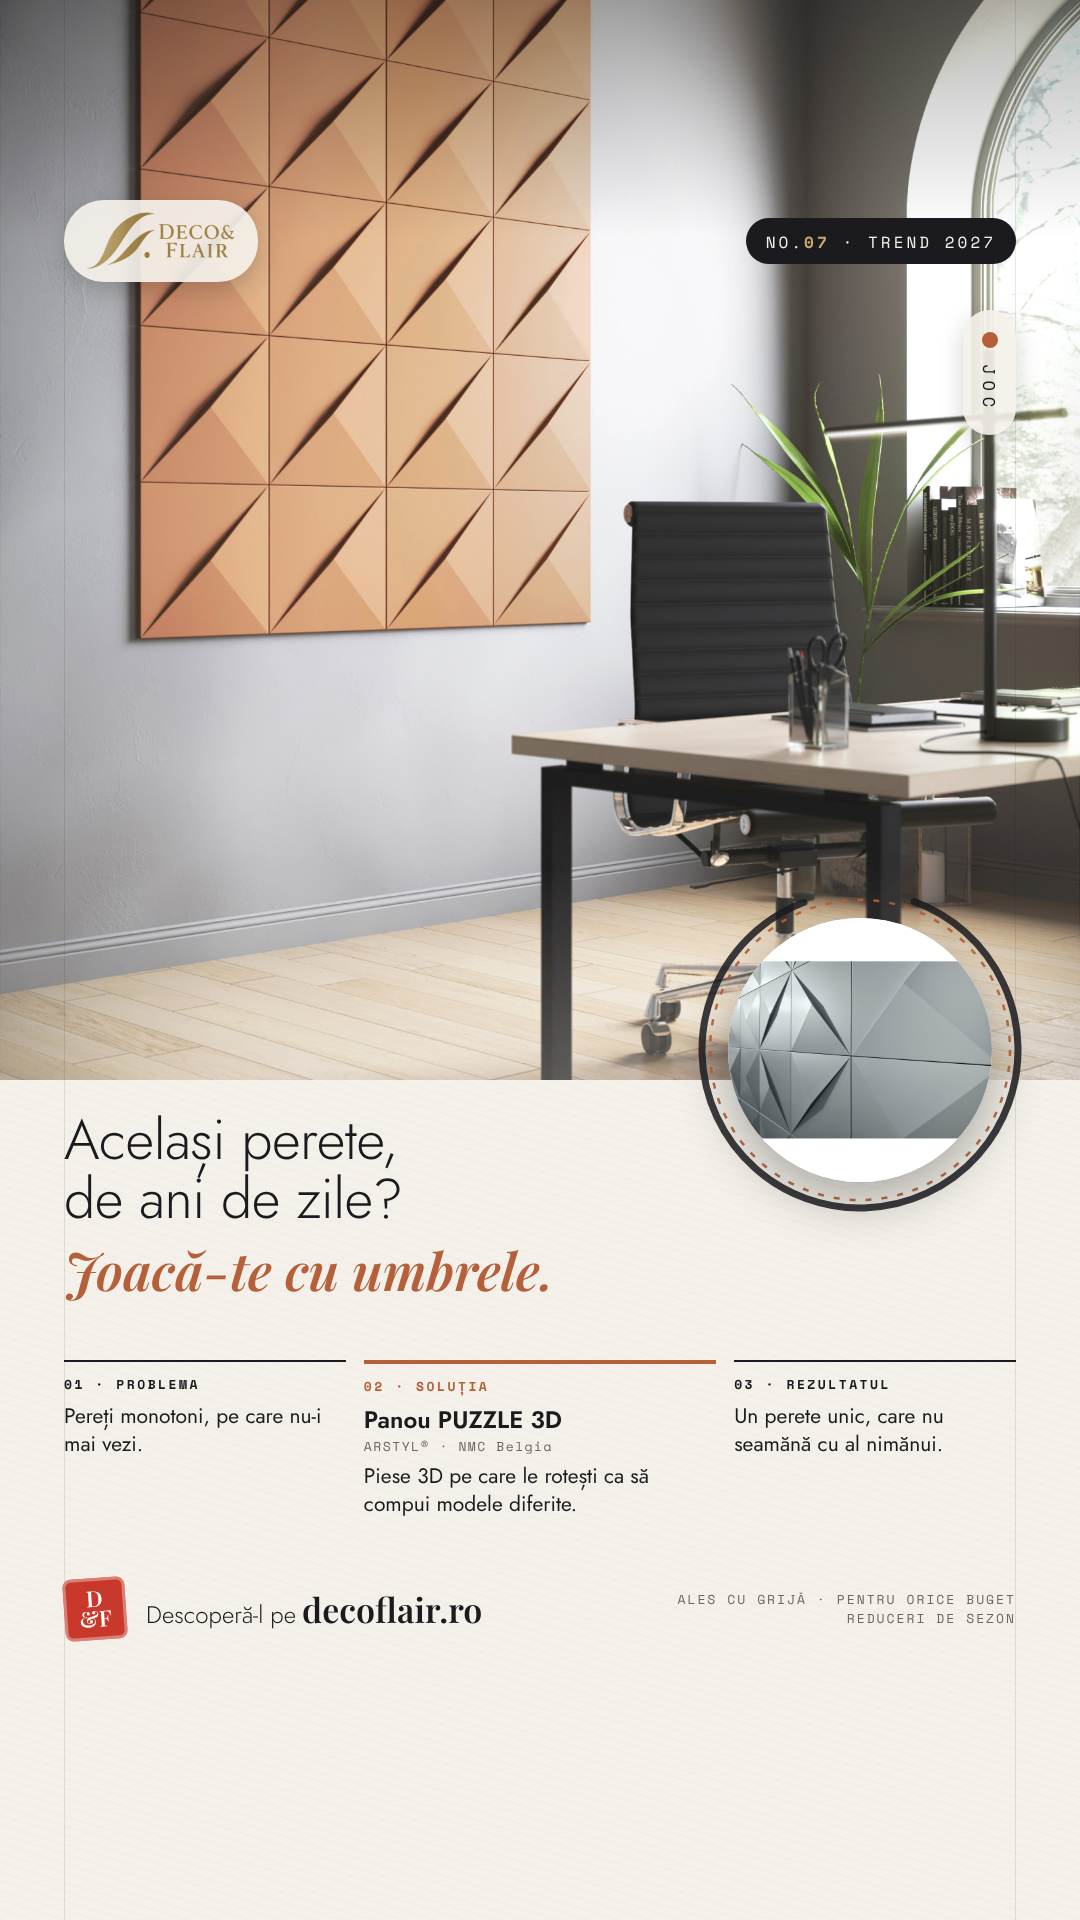 DECO&
FLAIR
NO.07 · TREND 2027
JOC
Același perete,
de ani de zile?
Joacă-te cu umbrele.
01 · PROBLEMA
Pereți monotoni, pe care nu-i
mai vezi.
02 · SOLUȚIA
Panou PUZZLE 3D
ARSTYL® · NMC Belgia
Piese 3D pe care le rotești ca să
compui modele diferite.
03 · REZULTATUL
Un perete unic, care nu
seamănă cu al nimănui.
D
&F
Descoperă-l pe decoflair.ro
ALES CU GRIJĂ · PENTRU ORICE BUGET
REDUCERI DE SEZON